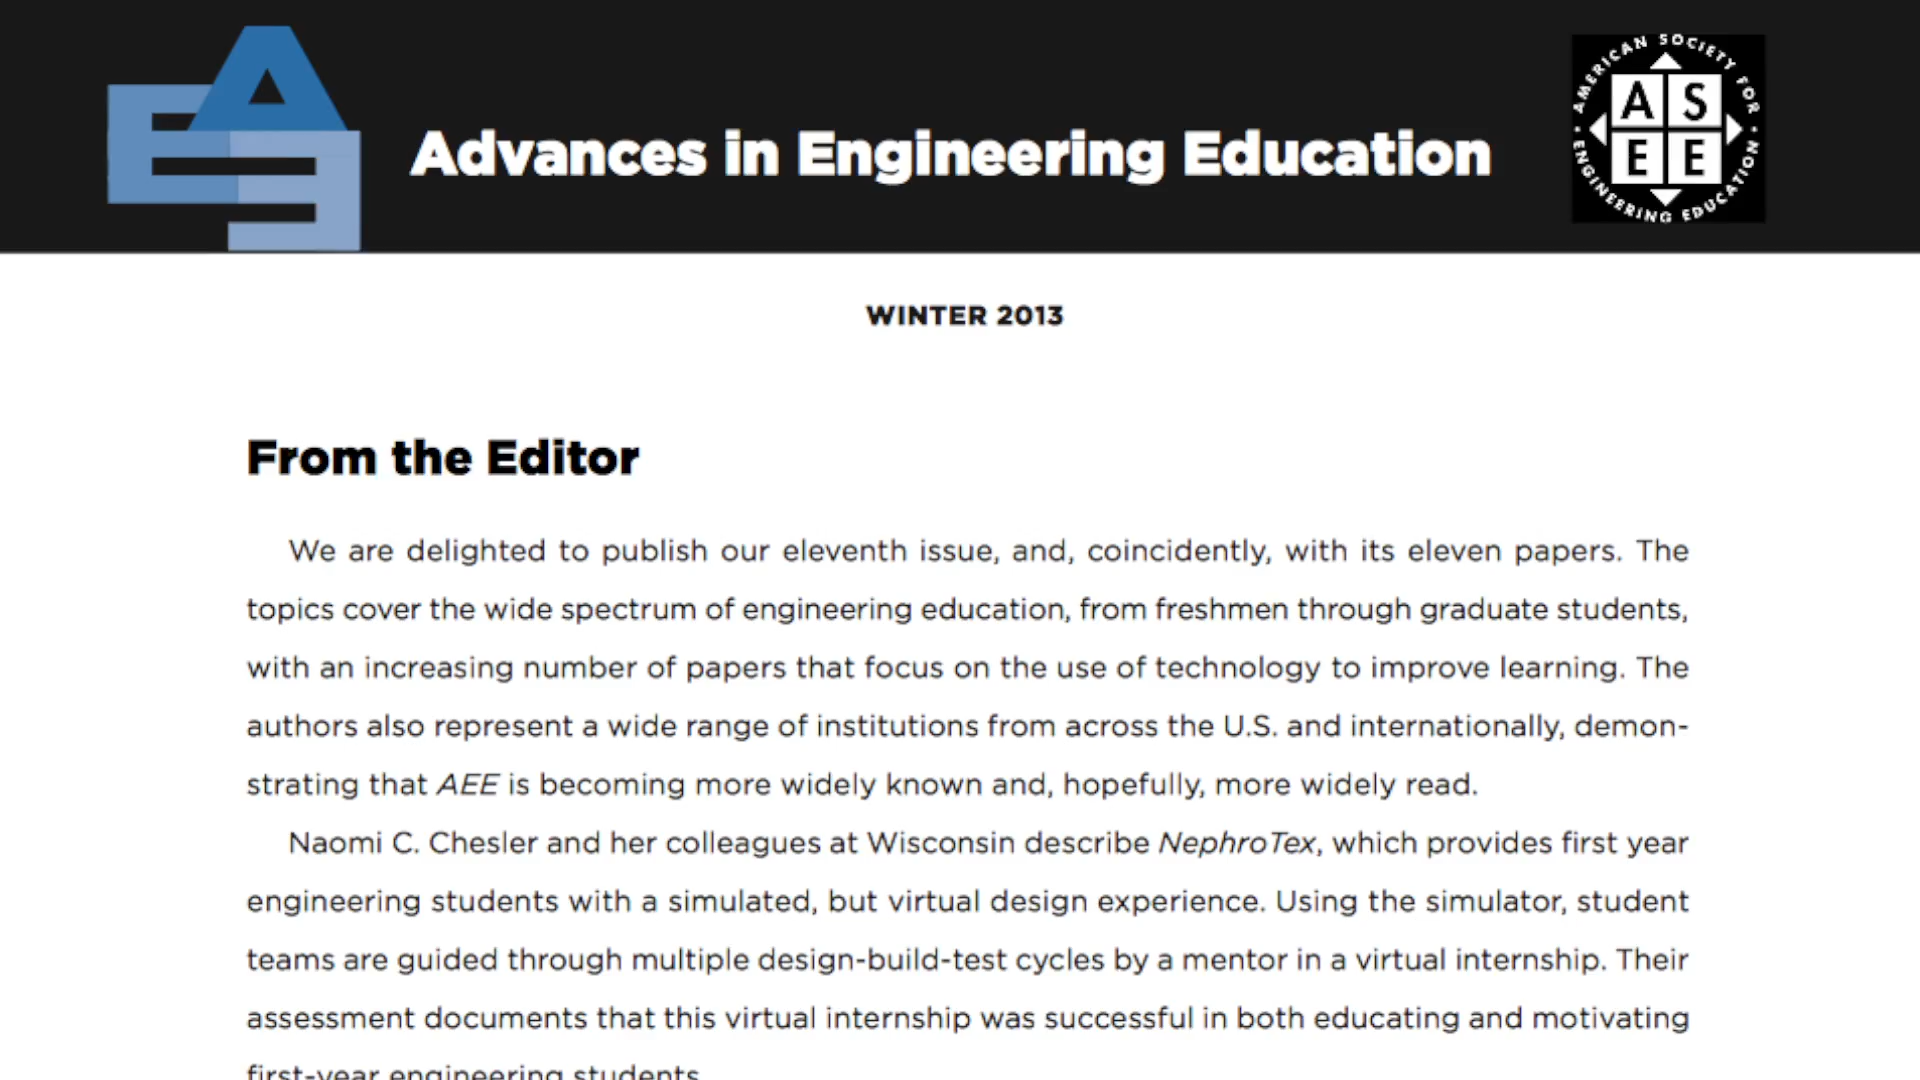 AEE
Advances in Engineering Education
AMERICAN SOCIETY FOR
A S
E E
ENGINEERING EDUCATION
WINTER 2013
From the Editor
We are delighted to publish our eleventh issue, and, coincidently, with its eleven papers. The
topics cover the wide spectrum of engineering education, from freshmen through graduate students,
with an increasing number of papers that focus on the use of technology to improve learning. The
authors also represent a wide range of institutions from across the U.S. and internationally, demon-
strating that AEE is becoming more widely known and, hopefully, more widely read.
Naomi C. Chesler and her colleagues at Wisconsin describe NephroTex, which provides first year
engineering students with a simulated, but virtual design experience. Using the simulator, student
teams are guided through multiple design-build-test cycles by a mentor in a virtual internship. Their
assessment documents that this virtual internship was successful in both educating and motivating
first-year engineering students.